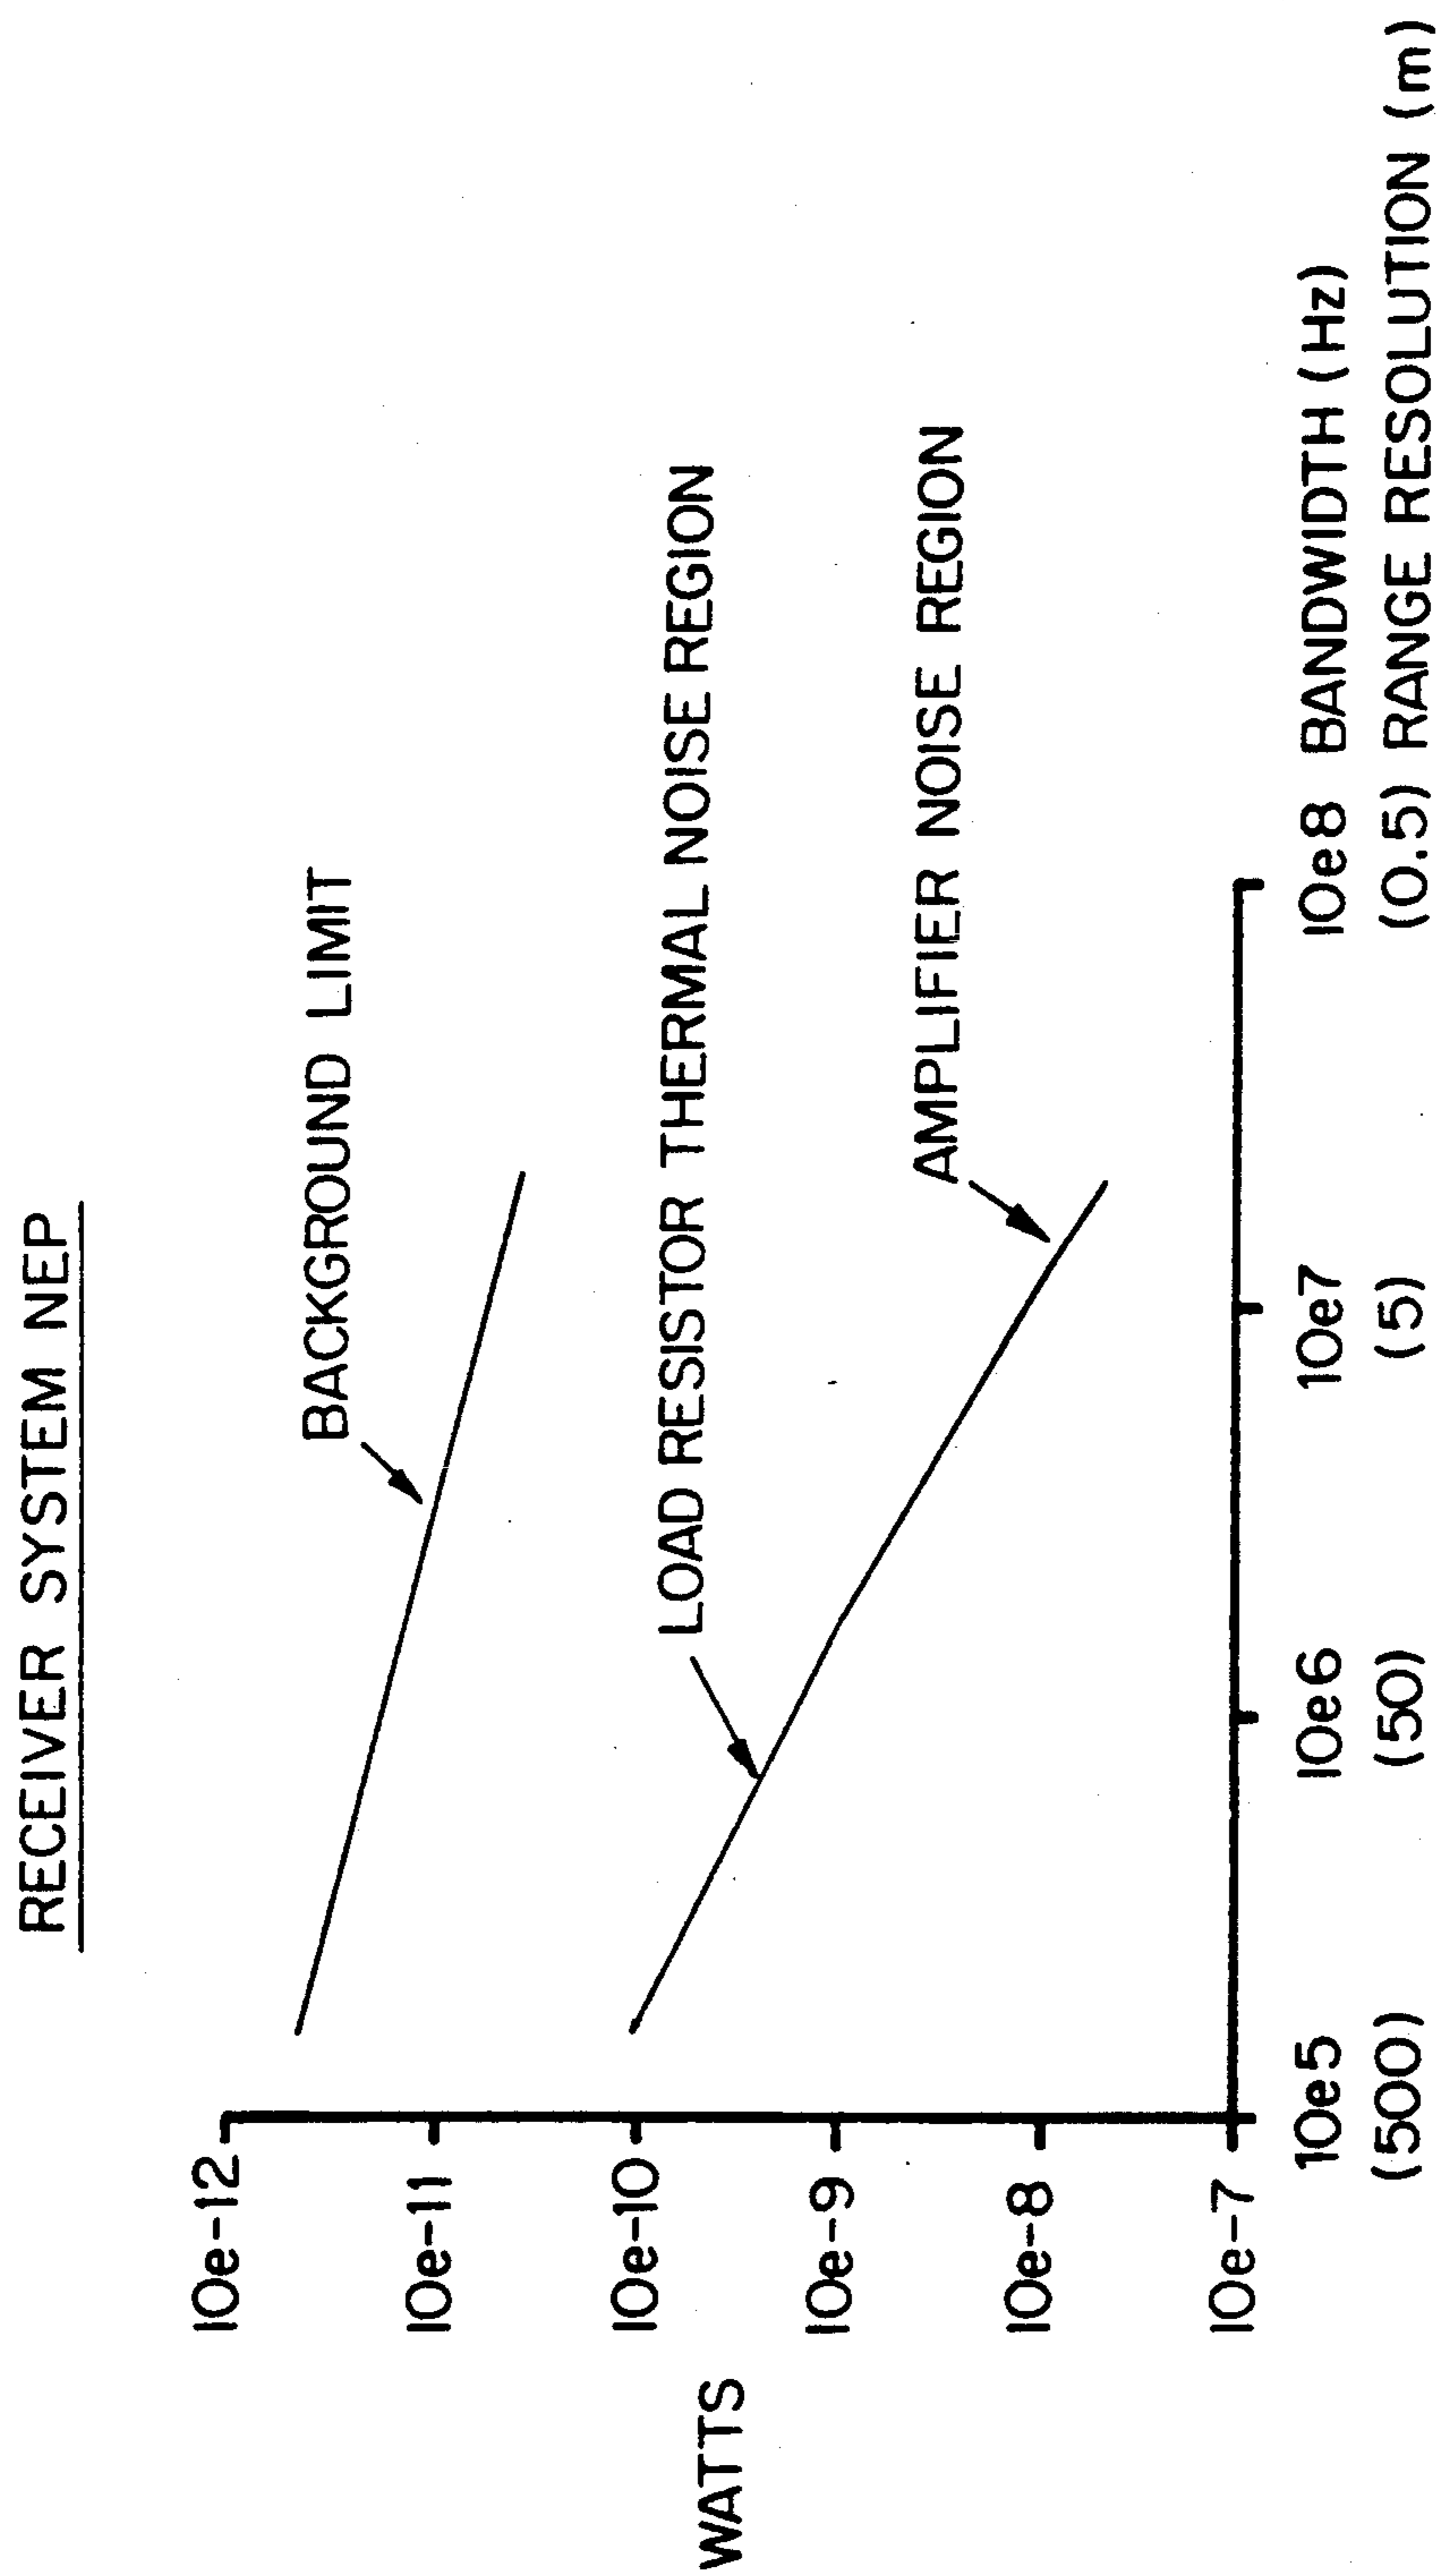 RECEIVER SYSTEM NEP
10e-12
BACKGROUND LIMIT
10e-11
10e-10
WATTS
LOAD RESISTOR THERMAL NOISE REGION
10e-9
AMPLIFIER NOISE REGION
10e-8
10e-7
10e5 10e6 10e7 10e8 BANDWIDTH (Hz)
(500) (50) (5) (0.5) RANGE RESOLUTION (m)